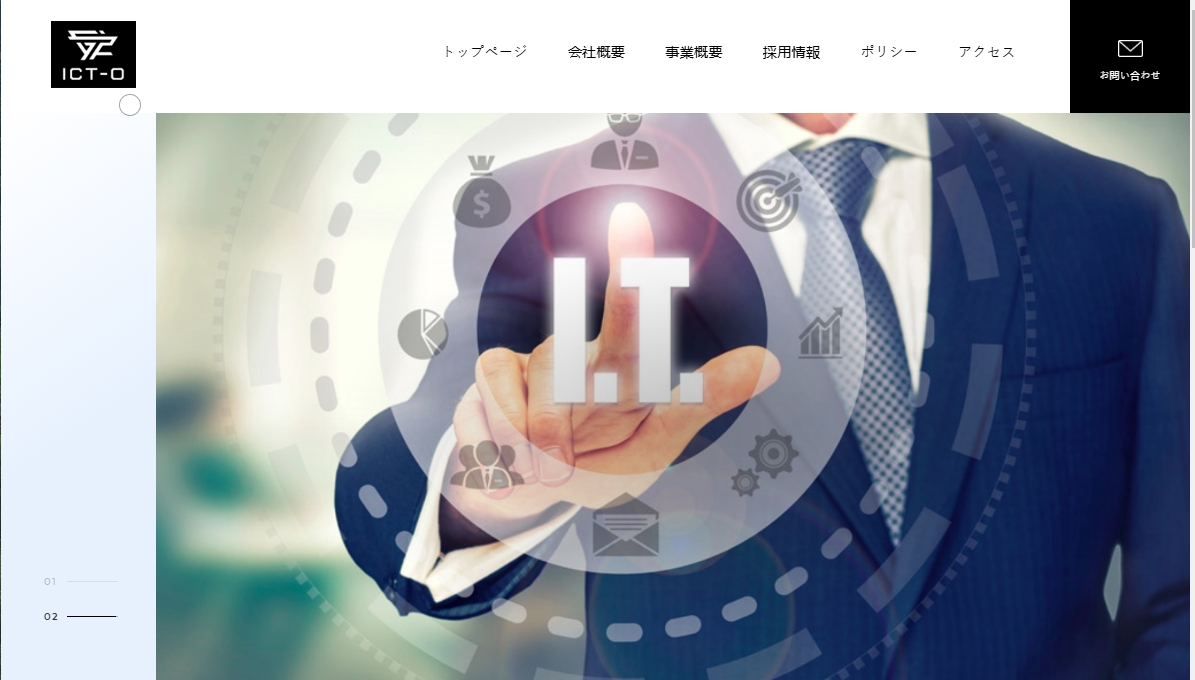 ICT-O
トップページ
会社概要
事業概要
採用情報
ポリシー
アクセス
お問い合わせ
$
I.T.
01
02